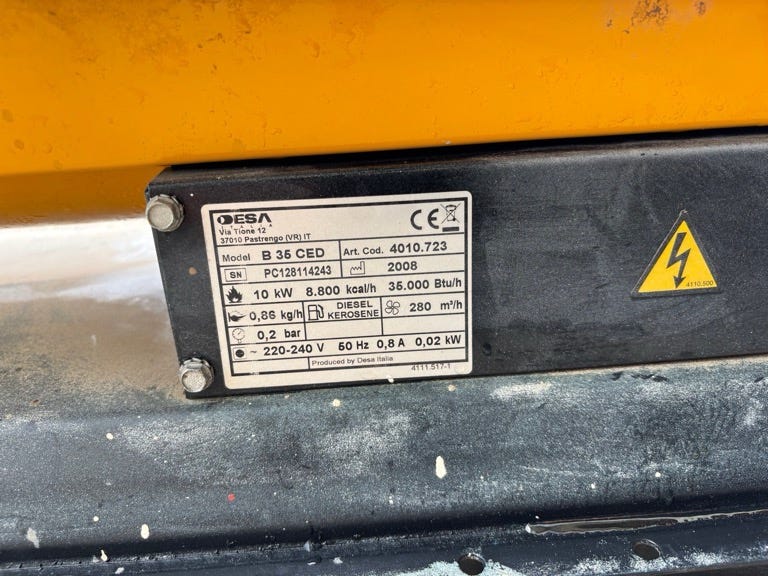 DESA
ITALIA
Via Tione 12
37010 Pastrengo (VR) IT
CE
Model B 35 CED Art. Cod. 4010.723
SN PC128114243 2008
10 kW 8.800 kcal/h 35.000 Btu/h
0,86 kg/h DIESEL KEROSENE 280 m³/h
0,2 bar
~ 220-240 V 50 Hz 0,8 A 0,02 kW
Produced by Desa Italia
4111.517-1
4110.500